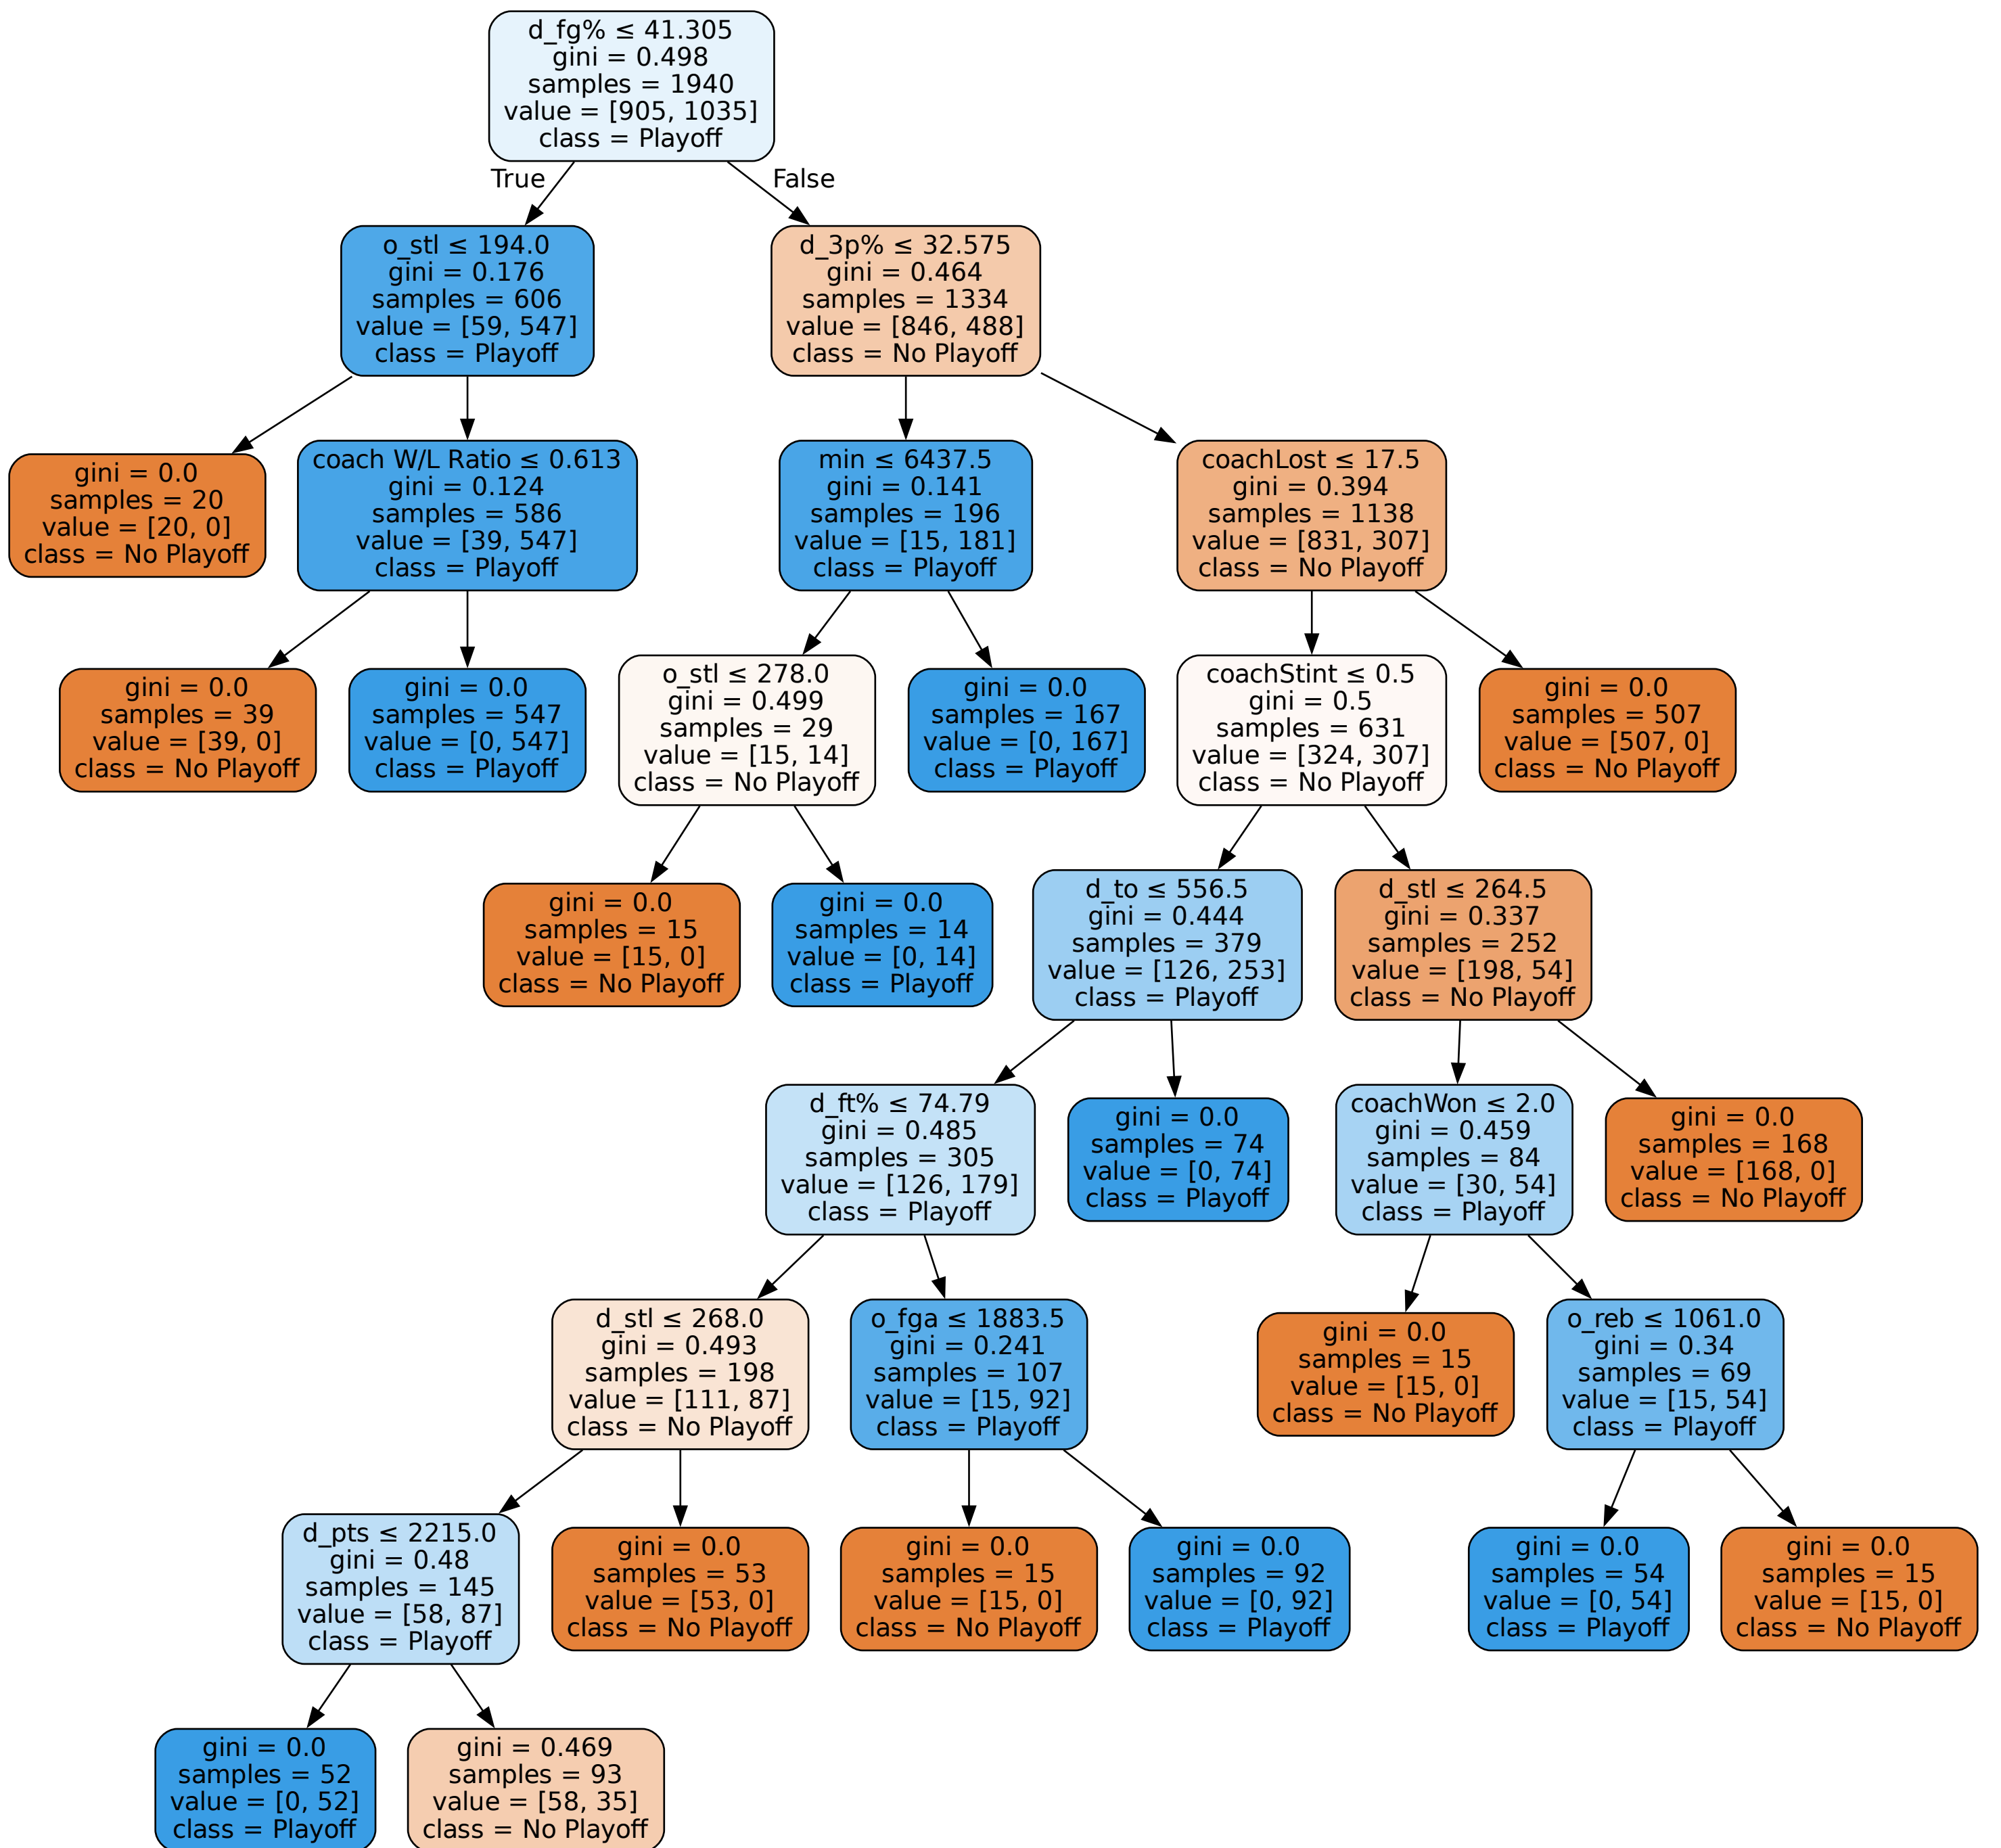 d_fg% ≤ 41.305
gini = 0.498
samples = 1940
value = [905, 1035]
class = Playoff
True
False
o_stl ≤ 194.0
gini = 0.176
samples = 606
value = [59, 547]
class = Playoff
d_3p% ≤ 32.575
gini = 0.464
samples = 1334
value = [846, 488]
class = No Playoff
gini = 0.0
samples = 20
value = [20, 0]
class = No Playoff
coach W/L Ratio ≤ 0.613
gini = 0.124
samples = 586
value = [39, 547]
class = Playoff
min ≤ 6437.5
gini = 0.141
samples = 196
value = [15, 181]
class = Playoff
coachLost ≤ 17.5
gini = 0.394
samples = 1138
value = [831, 307]
class = No Playoff
gini = 0.0
samples = 39
value = [39, 0]
class = No Playoff
gini = 0.0
samples = 547
value = [0, 547]
class = Playoff
o_stl ≤ 278.0
gini = 0.499
samples = 29
value = [15, 14]
class = No Playoff
gini = 0.0
samples = 167
value = [0, 167]
class = Playoff
coachStint ≤ 0.5
gini = 0.5
samples = 631
value = [324, 307]
class = No Playoff
gini = 0.0
samples = 507
value = [507, 0]
class = No Playoff
gini = 0.0
samples = 15
value = [15, 0]
class = No Playoff
gini = 0.0
samples = 14
value = [0, 14]
class = Playoff
d_to ≤ 556.5
gini = 0.444
samples = 379
value = [126, 253]
class = Playoff
d_stl ≤ 264.5
gini = 0.337
samples = 252
value = [198, 54]
class = No Playoff
d_ft% ≤ 74.79
gini = 0.485
samples = 305
value = [126, 179]
class = Playoff
gini = 0.0
samples = 74
value = [0, 74]
class = Playoff
coachWon ≤ 2.0
gini = 0.459
samples = 84
value = [30, 54]
class = Playoff
gini = 0.0
samples = 168
value = [168, 0]
class = No Playoff
d_stl ≤ 268.0
gini = 0.493
samples = 198
value = [111, 87]
class = No Playoff
o_fga ≤ 1883.5
gini = 0.241
samples = 107
value = [15, 92]
class = Playoff
gini = 0.0
samples = 15
value = [15, 0]
class = No Playoff
o_reb ≤ 1061.0
gini = 0.34
samples = 69
value = [15, 54]
class = Playoff
d_pts ≤ 2215.0
gini = 0.48
samples = 145
value = [58, 87]
class = Playoff
gini = 0.0
samples = 53
value = [53, 0]
class = No Playoff
gini = 0.0
samples = 15
value = [15, 0]
class = No Playoff
gini = 0.0
samples = 92
value = [0, 92]
class = Playoff
gini = 0.0
samples = 54
value = [0, 54]
class = Playoff
gini = 0.0
samples = 15
value = [15, 0]
class = No Playoff
gini = 0.0
samples = 52
value = [0, 52]
class = Playoff
gini = 0.469
samples = 93
value = [58, 35]
class = No Playoff